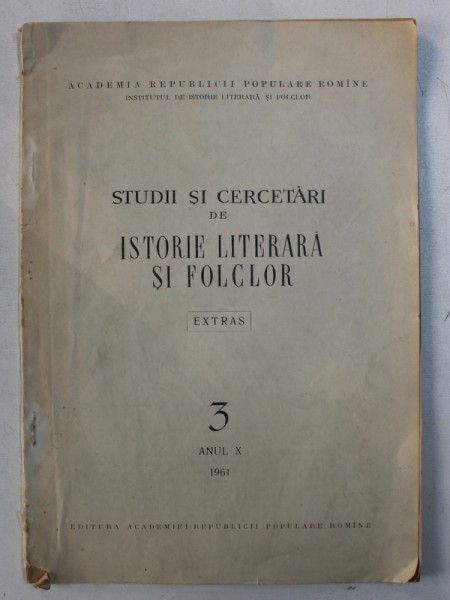 ACADEMIA REPUBLICII POPULARE ROMÎNE
INSTITUTUL DE ISTORIE LITERARĂ ȘI FOLCLOR
STUDII ȘI CERCETĂRI
DE
ISTORIE LITERARĂ
ȘI FOLCLOR
EXTRAS
3
ANUL X
1961
EDITURA ACADEMIEI REPUBLICII POPULARE ROMÎNE